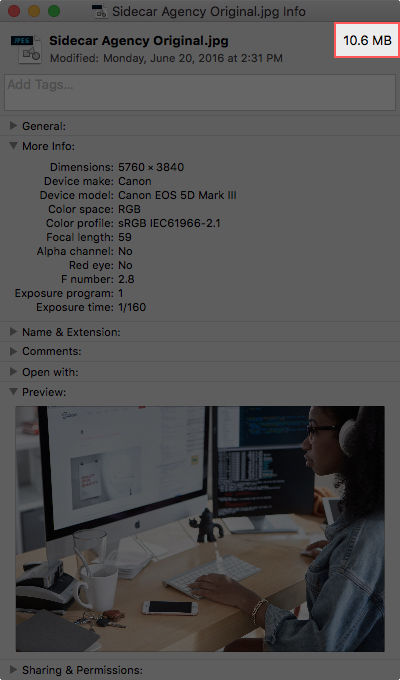 Sidecar Agency Original.jpg Info
JPEG
Sidecar Agency Original.jpg
10.6 MB
Modified: Monday, June 20, 2016 at 2:31 PM
Add Tags...
General:
More Info:
Dimensions: 5760 × 3840
Device make: Canon
Device model: Canon EOS 5D Mark III
Color space: RGB
Color profile: sRGB IEC61966-2.1
Focal length: 59
Alpha channel: No
Red eye: No
F number: 2.8
Exposure program: 1
Exposure time: 1/160
Name & Extension:
Comments:
Open with:
Preview:
Sharing & Permissions: